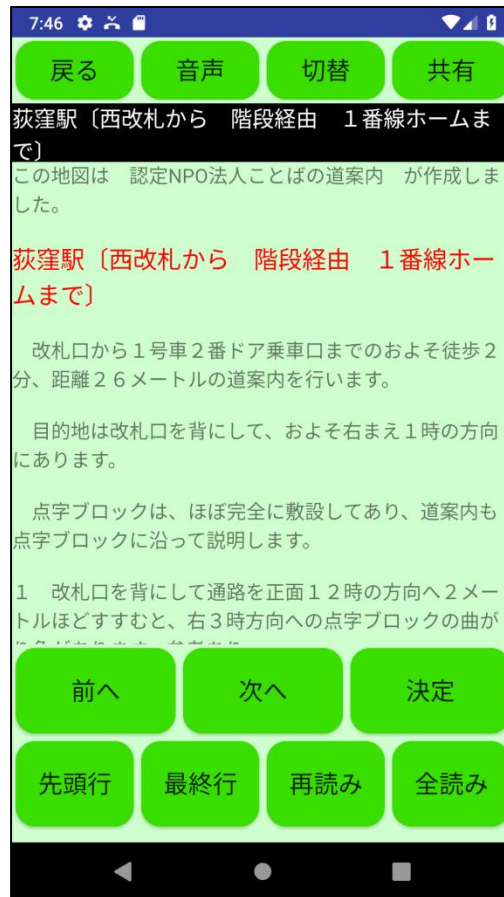 7:46
戻る 音声 切替 共有
荻窪駅〔西改札から　階段経由　１番線ホームま
で〕
この地図は　認定NPO法人ことばの道案内　が作成しま
した。
荻窪駅〔西改札から　階段経由　１番線ホー
ムまで〕
　改札口から１号車２番ドア乗車口までのおよそ徒歩２
分、距離２６メートルの道案内を行います。
　目的地は改札口を背にして、およそ右まえ１時の方向
にあります。
　点字ブロックは、ほぼ完全に敷設してあり、道案内も
点字ブロックに沿って説明します。
１　改札口を背にして通路を正面１２時の方向へ２メー
トルほどすすむと、右３時方向への点字ブロックの曲が
前へ 次へ 決定
先頭行 最終行 再読み 全読み